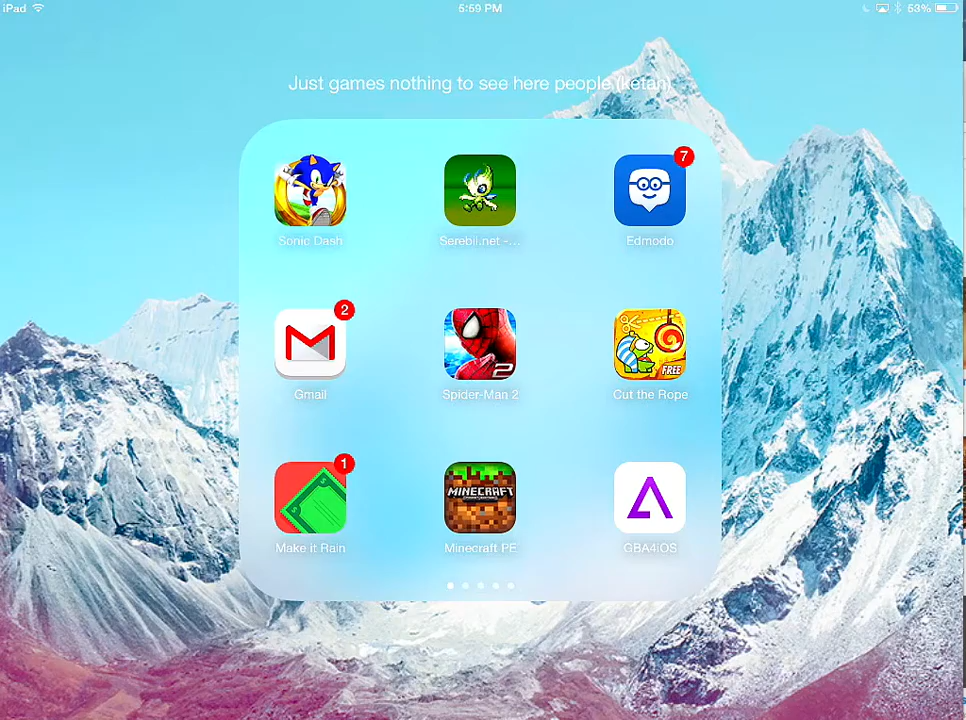 iPad 5:59 PM 53%
Just games nothing to see here people (ketan)
7
Sonic Dash Serebii.net -... Edmodo
2
2 FREE
Gmail Spider-Man 2 Cut the Rope
1
MINECRAFT
Make it Rain Minecraft PE GBA4iOS